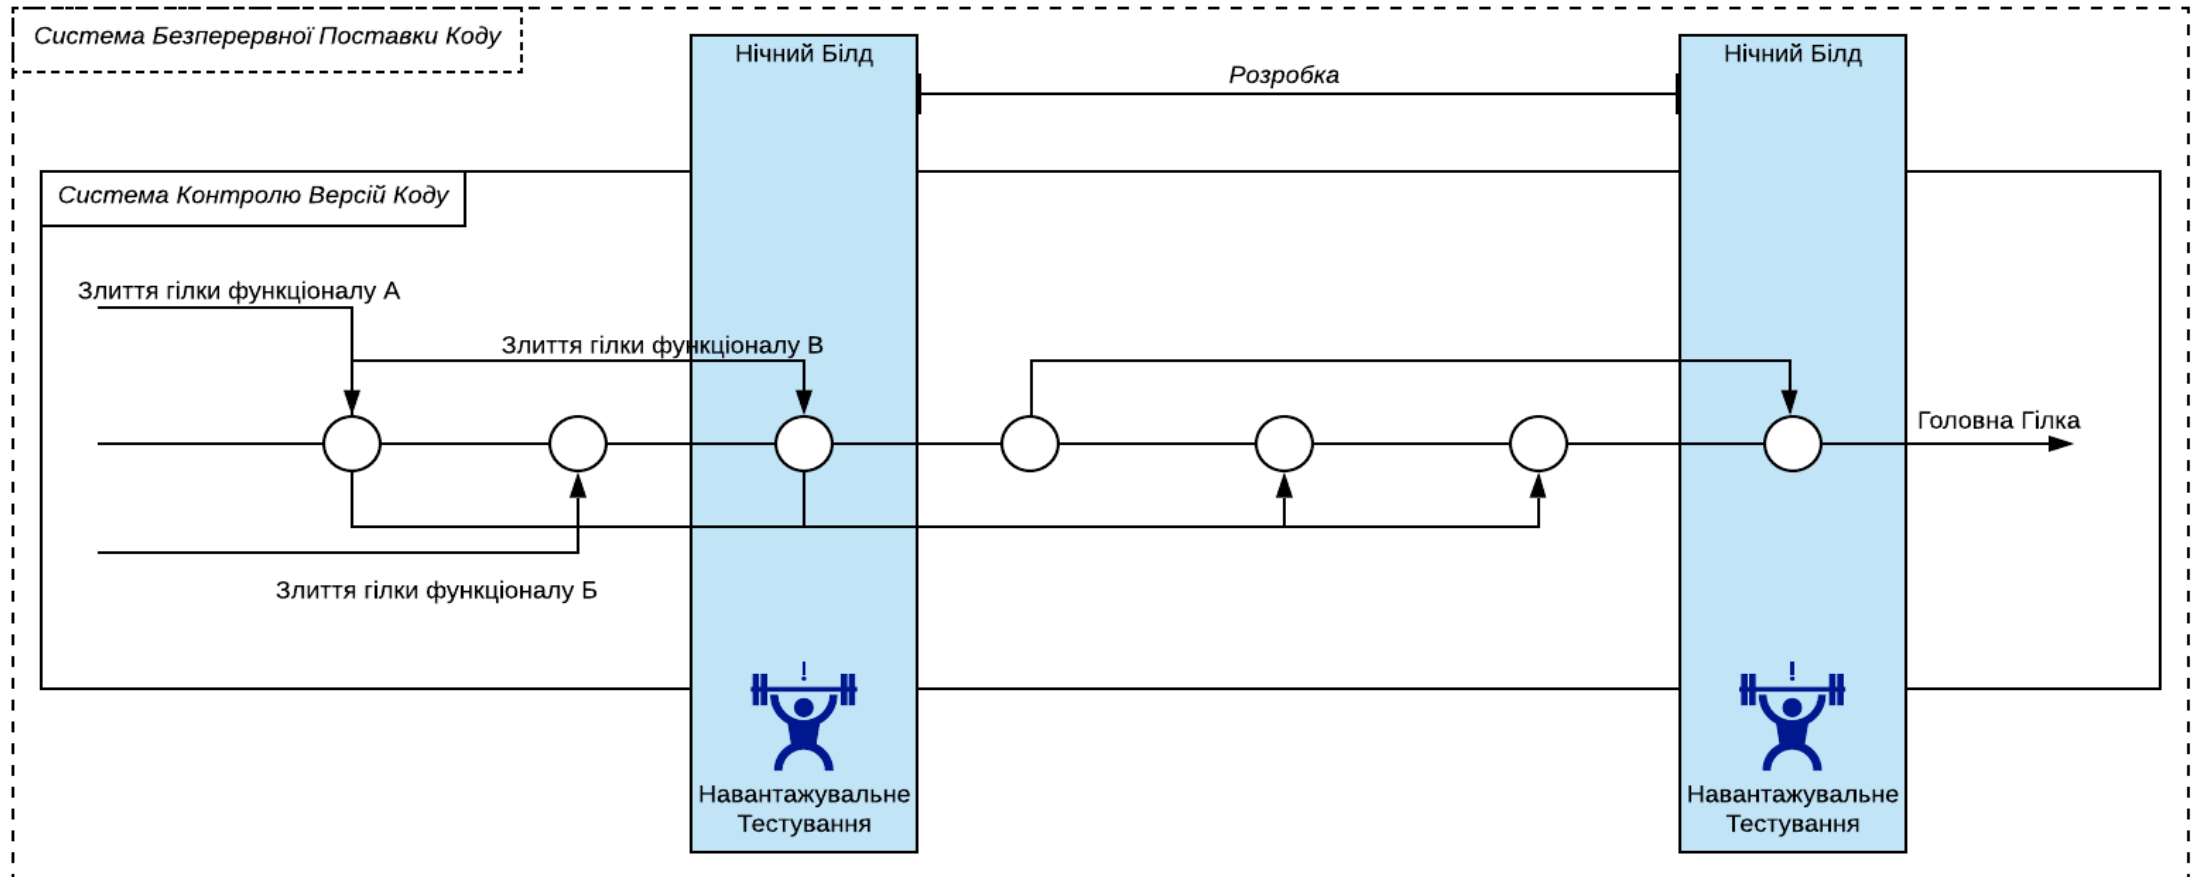 Система Безперервної Поставки Коду
Нічний Білд
Розробка
Нічний Білд
Система Контролю Версій Коду
Злиття гілки функціоналу А
Злиття гілки функціоналу В
Головна Гілка
Злиття гілки функціоналу Б
Навантажувальне
Тестування
Навантажувальне
Тестування